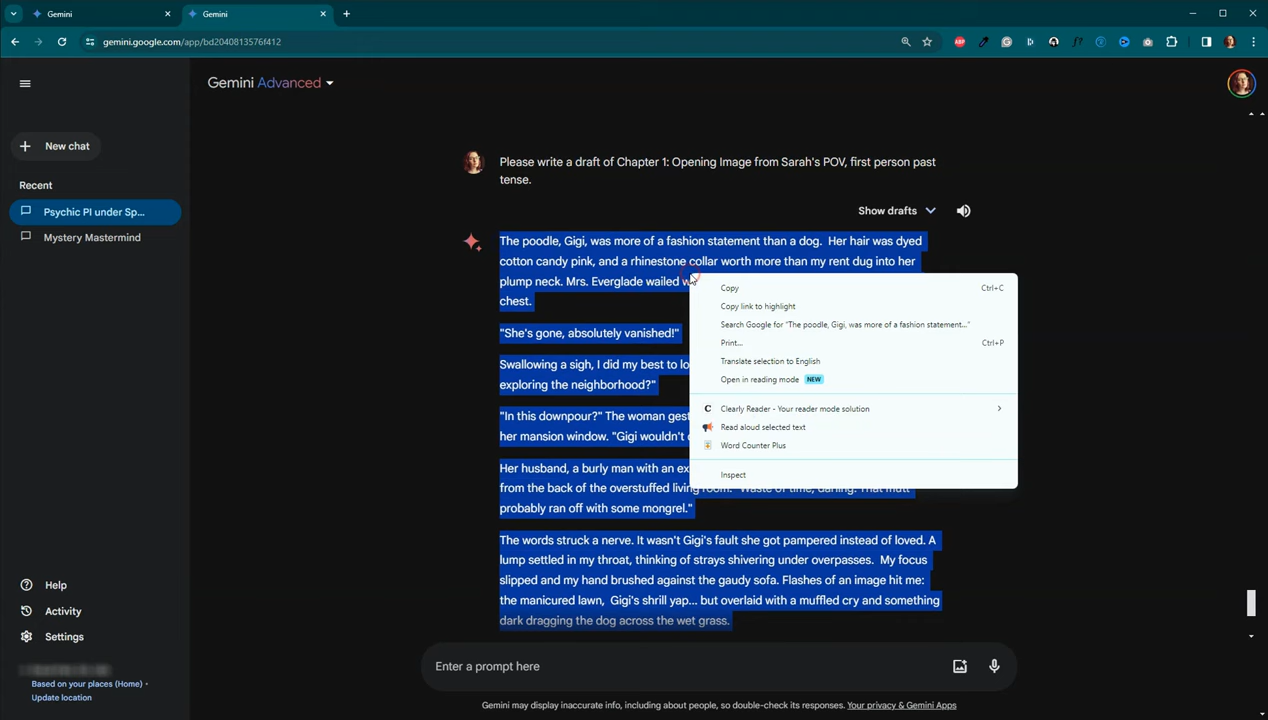 Gemini
Gemini
gemini.google.com/app/bd2040813576f412
Gemini Advanced
New chat
Recent
Psychic PI under Sp...
Mystery Mastermind
Please write a draft of Chapter 1: Opening Image from Sarah's POV, first person past
tense.
Show drafts
The poodle, Gigi, was more of a fashion statement than a dog. Her hair was dyed
cotton candy pink, and a rhinestone collar worth more than my rent dug into her
plump neck. Mrs. Everglade wailed
chest.
"She's gone, absolutely vanished!"
Swallowing a sigh, I did my best to
exploring the neighborhood?"
"In this downpour?" The woman
her mansion window. "Gigi wouldn't
Her husband, a burly man with an
from the back of the overstuffed living room. "Waste of time, darling. That mutt
probably ran off with some mongrel."
The words struck a nerve. It wasn't Gigi's fault she got pampered instead of loved. A
lump settled in my throat, thinking of strays shivering under overpasses. My focus
slipped and my hand brushed against the gaudy sofa. Flashes of an image hit me:
the manicured lawn, Gigi's shrill yap... but overlaid with a muffled cry and something
dark dragging the dog across the wet grass.
Copy Ctrl+C
Copy link to highlight
Search Google for "The poodle, Gigi, was more of a fashion statement..."
Print... Ctrl+P
Translate selection to English
Open in reading mode NEW
C Clearly Reader - Your reader mode solution
Read aloud selected text
Word Counter Plus
Inspect
Help
Activity
Settings
Based on your places (Home) •
Update location
Enter a prompt here
Gemini may display inaccurate info, including about people, so double-check its responses. Your privacy & Gemini Apps